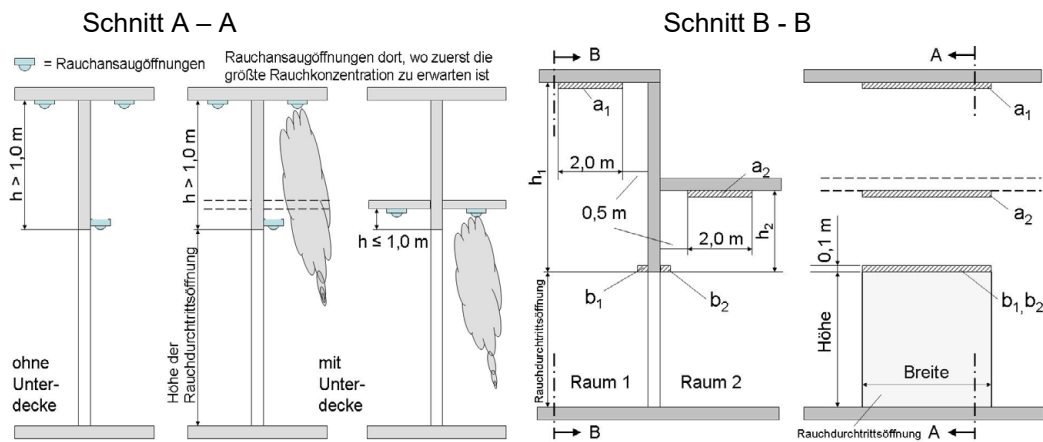 Schnitt A – A
Schnitt B - B
= Rauchansaugöffnungen
Rauchansaugöffnungen dort, wo zuerst die
größte Rauchkonzentration zu erwarten ist
h > 1,0 m
h > 1,0 m
h ≤ 1,0 m
Höhe der
Rauchdurchtrittsöffnung
ohne
Unter-
decke
mit
Unter-
decke
B
a1
h1
2,0 m
0,5 m
a2
2,0 m
h2
b1
b2
Rauchdurchtrittsöffnung
Raum 1
Raum 2
B
A
a1
a2
0,1 m
b1,b2
Höhe
Breite
Rauchdurchtrittsöffnung
A